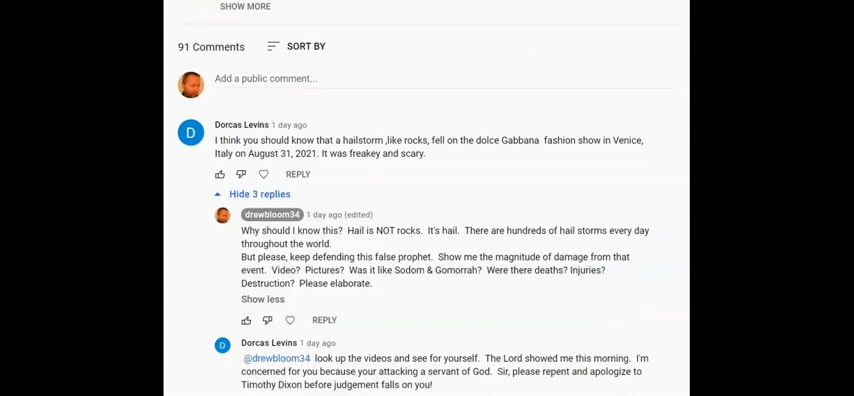 SHOW MORE
91 Comments SORT BY
Add a public comment...
D Dorcas Levins 1 day ago
I think you should know that a hailstorm ,like rocks, fell on the dolce Gabbana fashion show in Venice,
Italy on August 31, 2021. It was freakey and scary.
REPLY
Hide 3 replies
drewbloom34 1 day ago (edited)
Why should I know this? Hail is NOT rocks. It's hail. There are hundreds of hail storms every day
throughout the world.
But please, keep defending this false prophet. Show me the magnitude of damage from that
event. Video? Pictures? Was it like Sodom & Gomorrah? Were there deaths? Injuries?
Destruction? Please elaborate.
Show less
REPLY
D Dorcas Levins 1 day ago
@drewbloom34 look up the videos and see for yourself. The Lord showed me this morning. I'm
concerned for you because your attacking a servant of God. Sir, please repent and apologize to
Timothy Dixon before judgement falls on you!